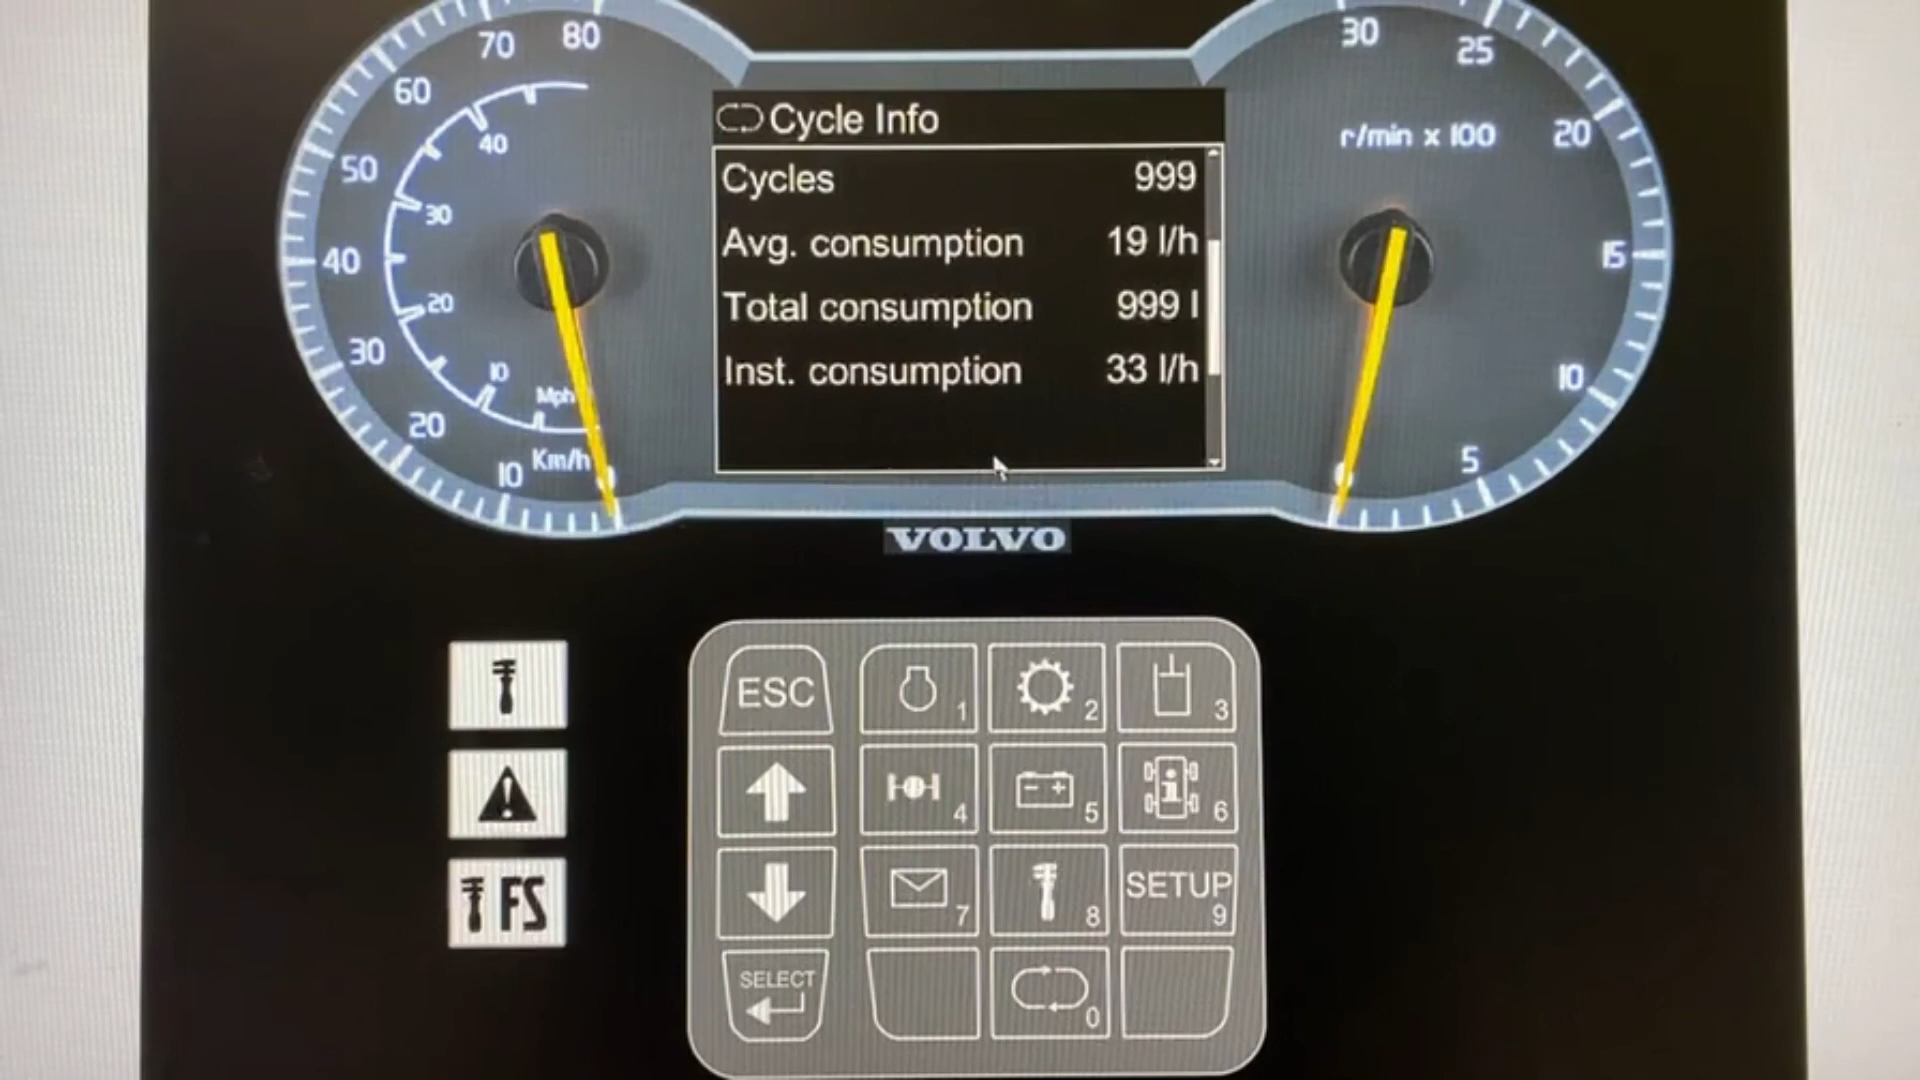 80
70
60
50
40
30
20
10
40
30
20
10
Mph
Km/h
0
Cycle Info
Cycles 999
Avg. consumption 19 l/h
Total consumption 999 l
Inst. consumption 33 l/h
30
25
20
15
10
5
0
r/min x 100
VOLVO
FS
ESC
1
2
3
4
5
6
7
8
SETUP
9
SELECT
0